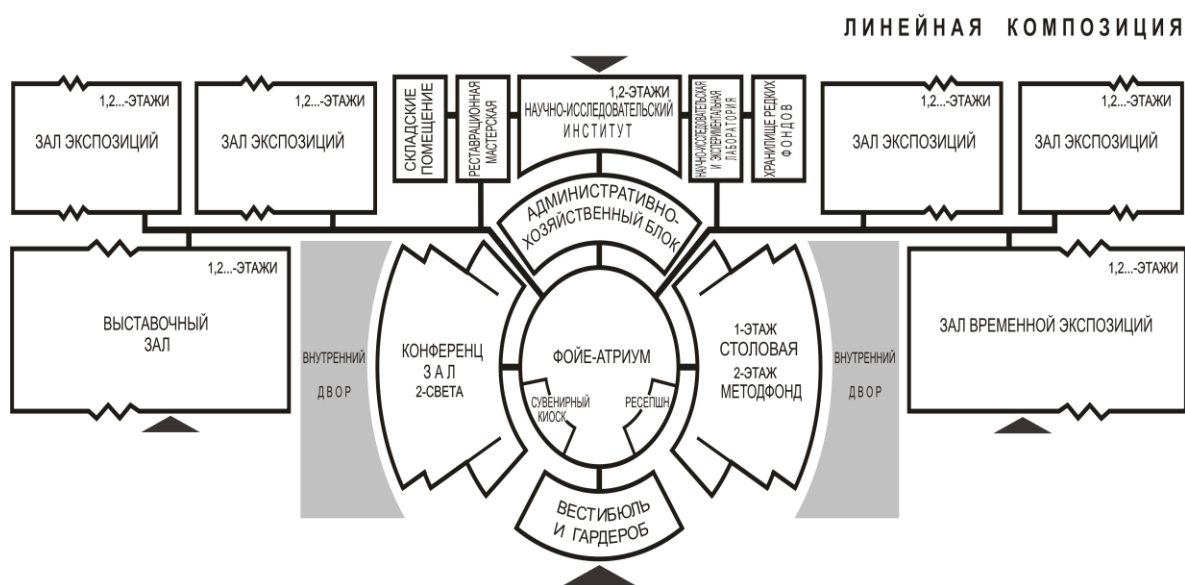 ЛИНЕЙНАЯ КОМПОЗИЦИЯ
1,2...-ЭТАЖИ
ЗАЛ ЭКСПОЗИЦИЙ
1,2...-ЭТАЖИ
ЗАЛ ЭКСПОЗИЦИЙ
СКЛАДСКИЕ
ПОМЕЩЕНИЕ
РЕСТАВРАЦИОННАЯ
МАСТЕРСКАЯ
1,2-ЭТАЖИ
НАУЧНО-ИССЛЕДОВАТЕЛЬСКИЙ
ИНСТИТУТ
НАУЧНО-ИССЛЕДОВАТЕЛЬСКАЯ
И ЭКСПЕРИМЕНТАЛЬНАЯ
ЛАБОРАТОРИЯ
ХРАНИЛИЩЕ РЕДКИХ
ФОНДОВ
1,2...-ЭТАЖИ
ЗАЛ ЭКСПОЗИЦИЙ
1,2...-ЭТАЖИ
ЗАЛ ЭКСПОЗИЦИЙ
АДМИНИСТРАТИВНО-
ХОЗЯЙСТВЕННЫЙ БЛОК
1,2...-ЭТАЖИ
ВЫСТАВОЧНЫЙ
ЗАЛ
ВНУТРЕННИЙ
ДВОР
КОНФЕРЕНЦ
ЗАЛ
2-СВЕТА
ФОЙЕ-АТРИУМ
СУВЕНИРНЫЙ
КИОСК
РЕСЕПШН
1-ЭТАЖ
СТОЛОВАЯ
2-ЭТАЖ
МЕТОДФОНД
ВНУТРЕННИЙ
ДВОР
1,2...-ЭТАЖИ
ЗАЛ ВРЕМЕННОЙ ЭКСПОЗИЦИЙ
ВЕСТИБЮЛЬ
И ГАРДЕРОБ